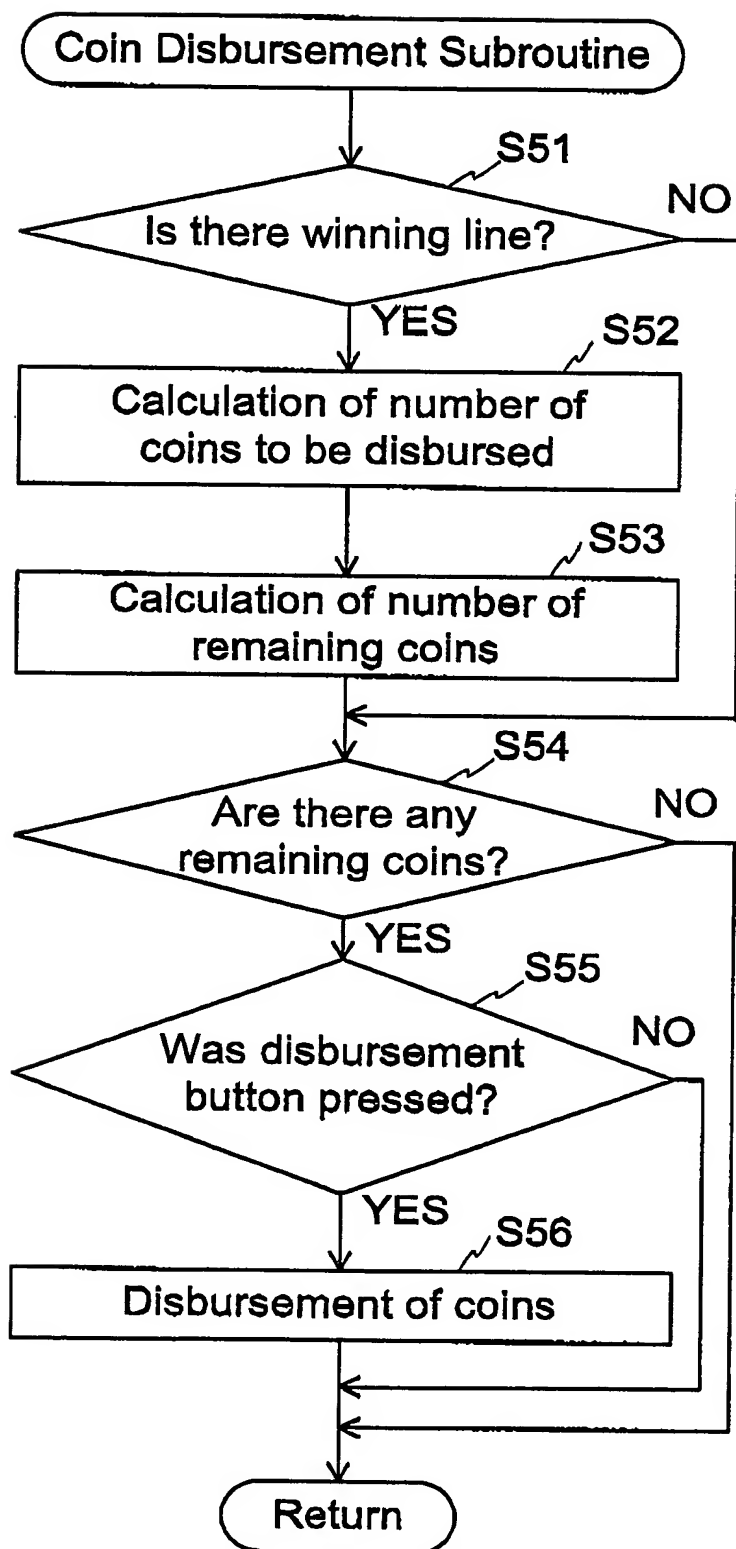 Coin Disbursement Subroutine
S51
Is there winning line?
NO
YES
S52
Calculation of number of
coins to be disbursed
S53
Calculation of number of
remaining coins
S54
Are there any
remaining coins?
NO
YES
S55
Was disbursement
button pressed?
NO
YES
S56
Disbursement of coins
Return